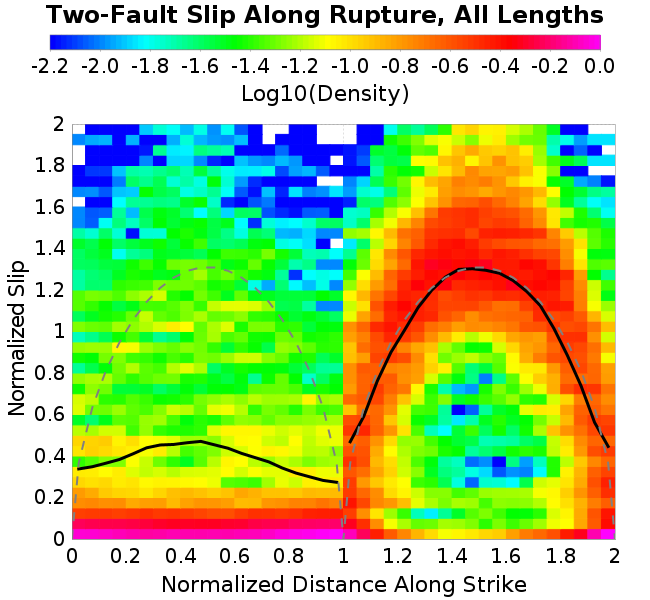 Two-Fault Slip Along Rupture, All Lengths
-2.2 -2.0 -1.8 -1.6 -1.4 -1.2 -1.0 -0.8 -0.6 -0.4 -0.2 0.0
Log10(Density)
2
1.8
1.6
1.4
1.2
1
0.8
0.6
0.4
0.2
0
Normalized Slip
0 0.2 0.4 0.6 0.8 1 1.2 1.4 1.6 1.8 2
Normalized Distance Along Strike